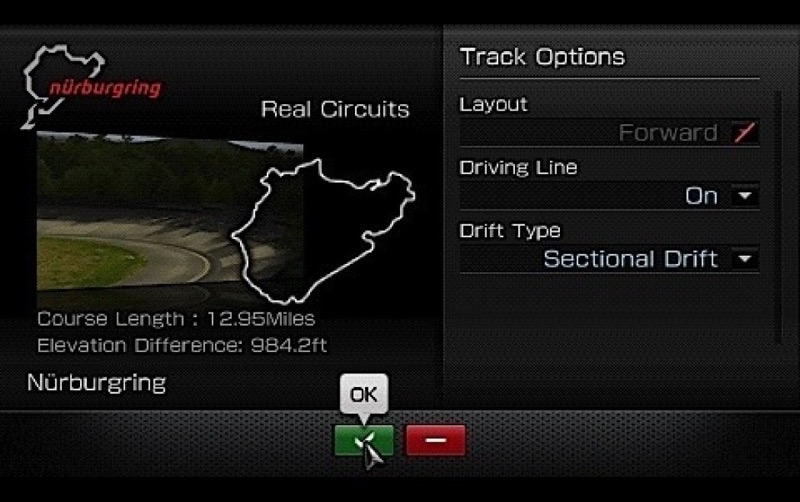 nürburgring
Real Circuits
Course Length : 12.95Miles
Elevation Difference: 984.2ft
Nürburgring
Track Options
Layout
Forward
Driving Line
On
Drift Type
Sectional Drift
OK